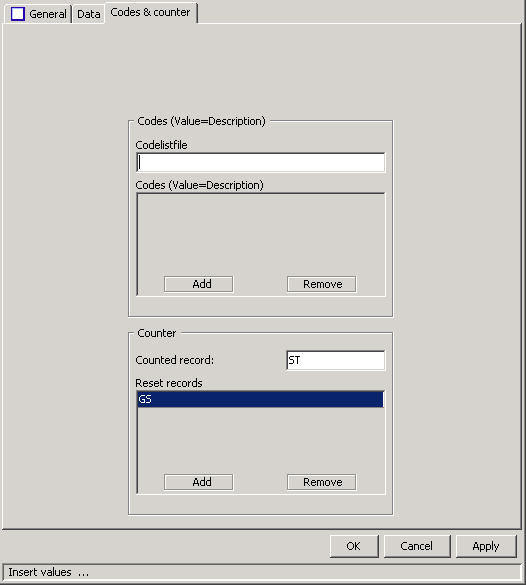 General Data Codes & counter
Codes (Value=Description)
Codelistfile
Codes (Value=Description)
Add Remove
Counter
Counted record: ST
Reset records
GS
Add Remove
OK Cancel Apply
Insert values ...